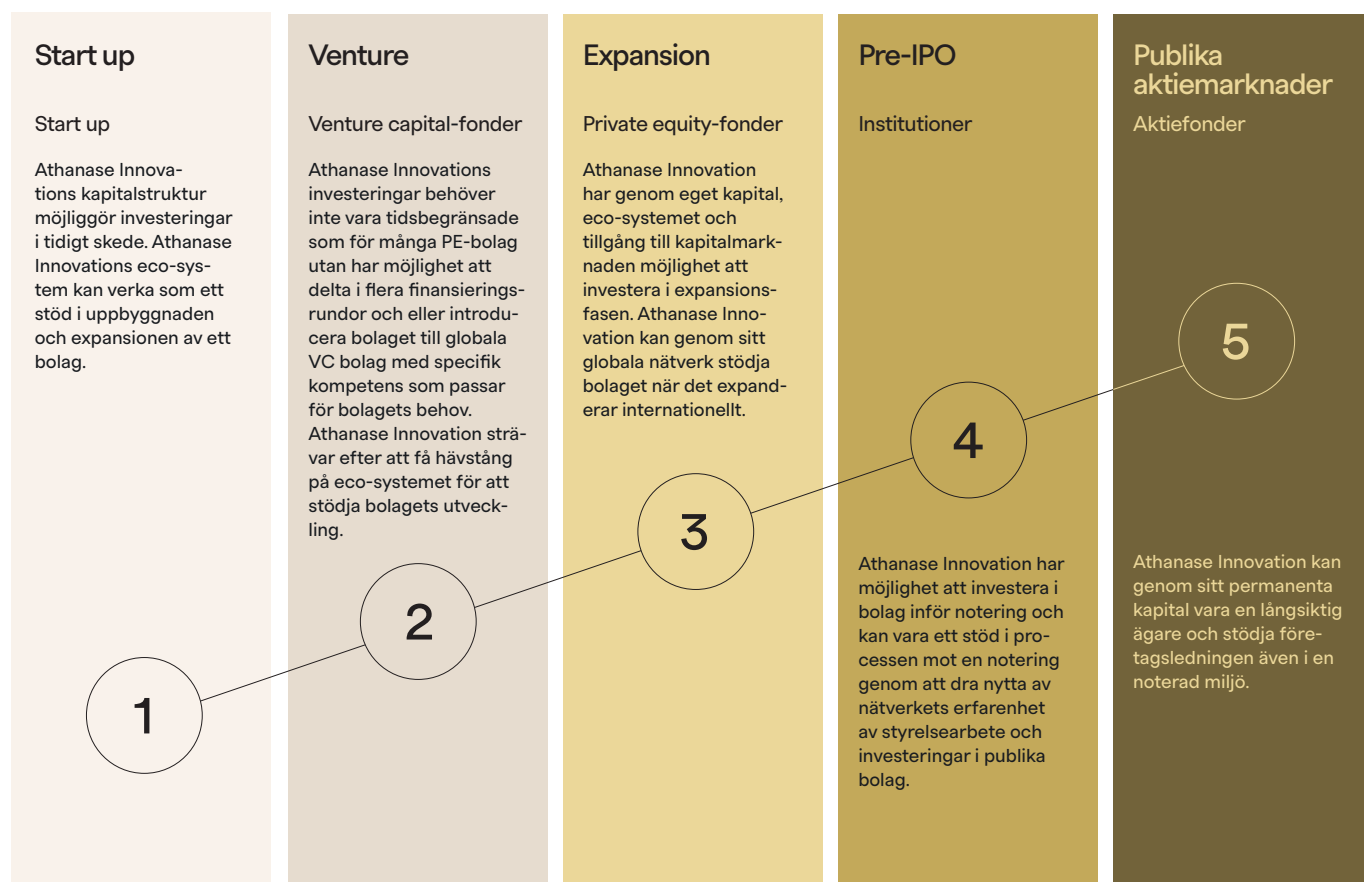 Start up
Start up
Athanase Innova-
tions kapitalstruktur
möjliggör investeringar
i tidigt skede. Athanase
Innovations eco-sys-
tem kan verka som ett
stöd i uppbyggnaden
och expansionen av ett
bolag.
1
Venture
Venture capital-fonder
Athanase Innovations
investeringar behöver
inte vara tidsbegränsade
som för många PE-bolag
utan har möjlighet att
delta i flera finansierings-
rundor och eller introdu-
cera bolaget till globala
VC bolag med specifik
kompetens som passar
för bolagets behov.
Athanase Innovation strä-
var efter att få hävstång
på eco-systemet för att
stödja bolagets utveck-
ling.
2
Expansion
Private equity-fonder
Athanase Innovation
har genom eget kapital,
eco-systemet och
tillgång till kapitalmark-
naden möjlighet att
investera i expansions-
fasen. Athanase Inno-
vation kan genom sitt
globala nätverk stödja
bolaget när det expand-
erar internationellt.
3
Pre-IPO
Institutioner
4
Athanase Innovation har
möjlighet att investera i
bolag inför notering och
kan vara ett stöd i pro-
cessen mot en notering
genom att dra nytta av
nätverkets erfarenhet
av styrelsearbete och
investeringar i publika
bolag.
Publika
aktiemarknader
Aktiefonder
5
Athanase Innovation kan
genom sitt permanenta
kapital vara en långsiktig
ägare och stödja före-
tagsledningen även i en
noterad miljö.